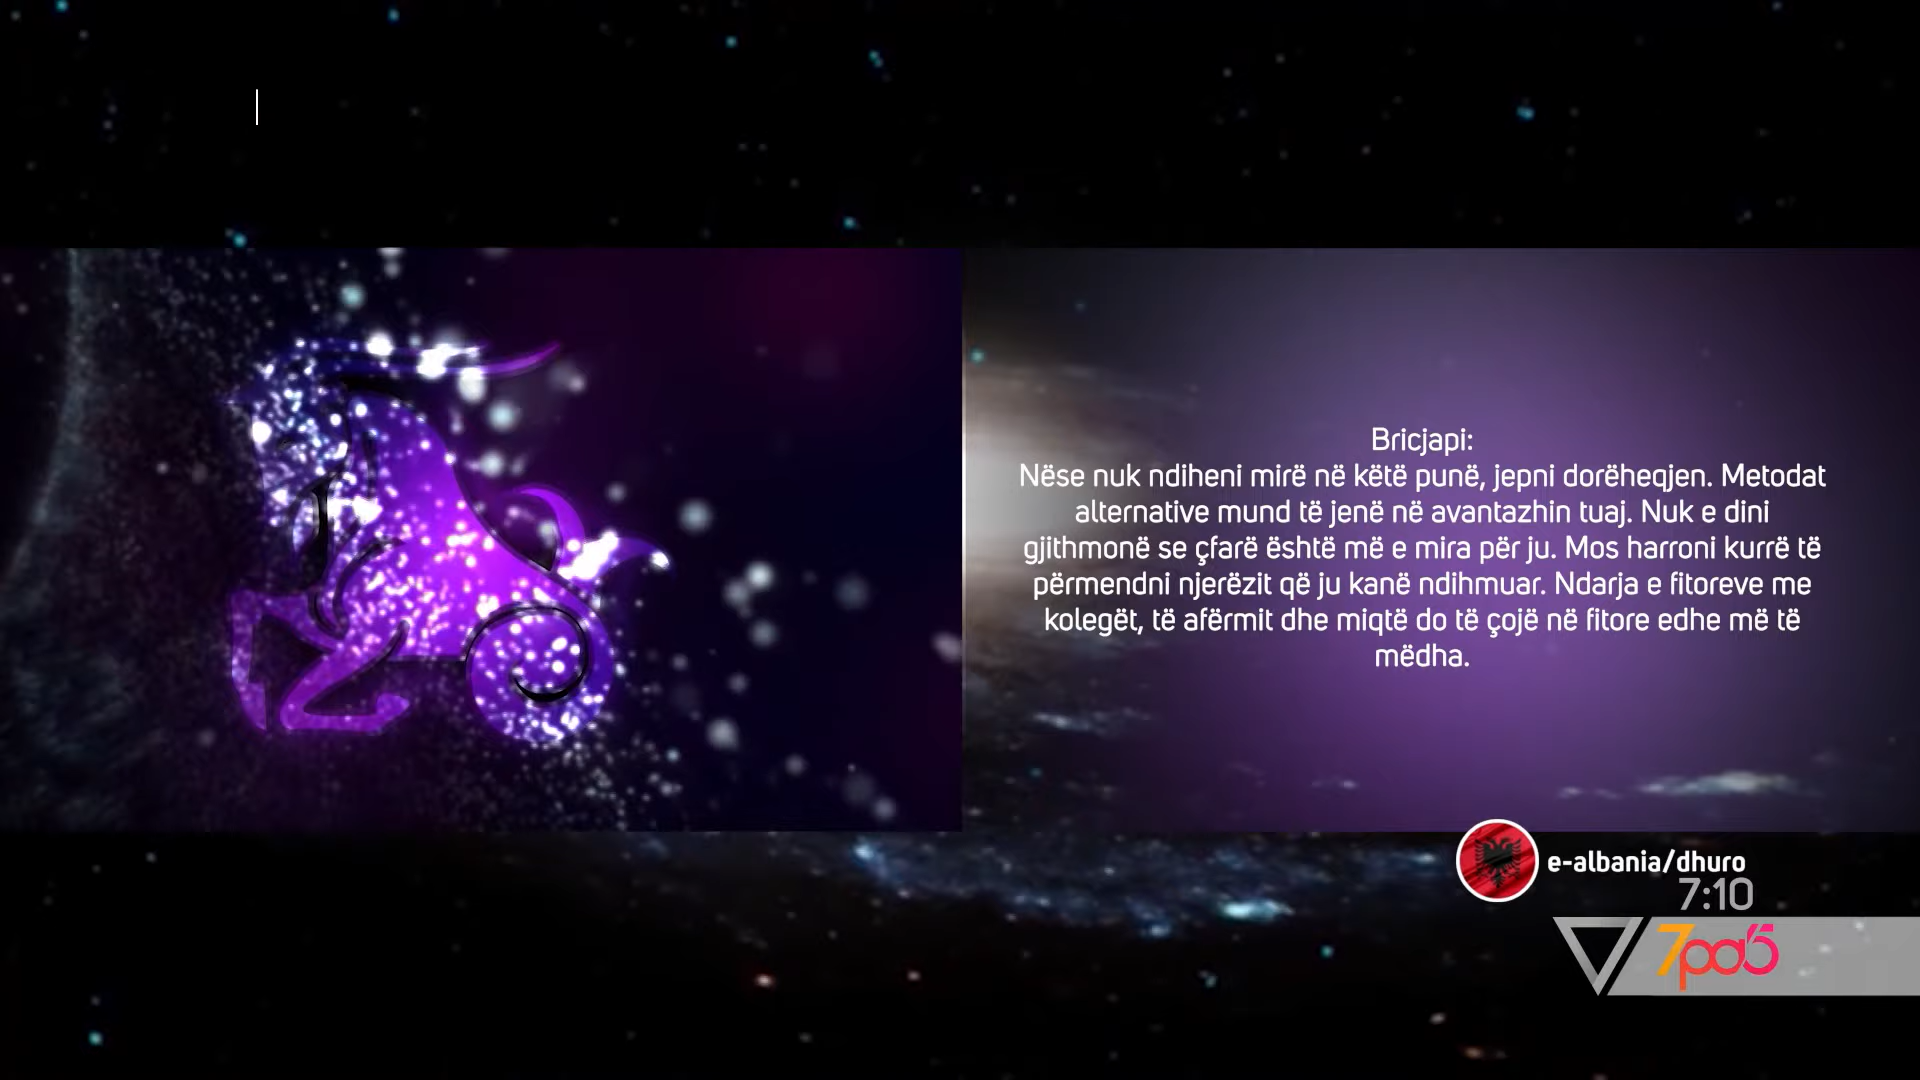 Bricjapi:
Nëse nuk ndiheni mirë në këtë punë, jepni dorëheqjen. Metodat
alternative mund të jenë në avantazhin tuaj. Nuk e dini
gjithmonë se çfarë është më e mira për ju. Mos harroni kurrë të
përmendni njerëzit që ju kanë ndihmuar. Ndarja e fitoreve me
kolegët, të afërmit dhe miqtë do të çojë në fitore edhe më të
mëdha.
e-albania/dhuro
7:10
7pa5